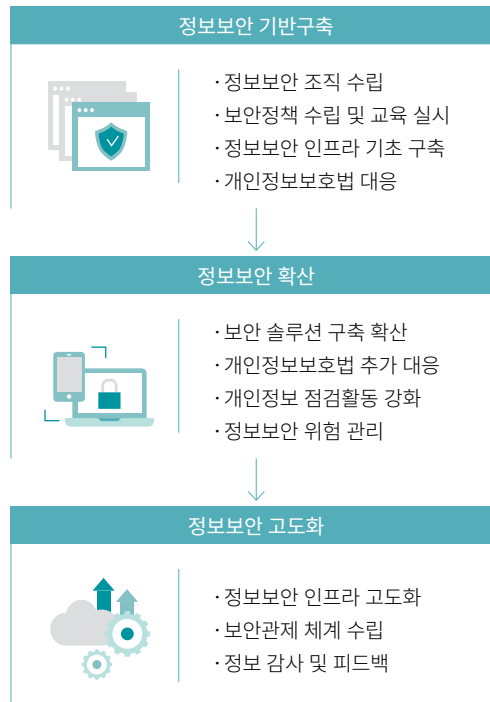 정보보안 기반구축
· 정보보안 조직 수립
· 보안정책 수립 및 교육 실시
· 정보보안 인프라 기초 구축
· 개인정보보호법 대응
정보보안 확산
· 보안 솔루션 구축 확산
· 개인정보보호법 추가 대응
· 개인정보 점검활동 강화
· 정보보안 위험 관리
정보보안 고도화
· 정보보안 인프라 고도화
· 보안관제 체계 수립
· 정보 감사 및 피드백